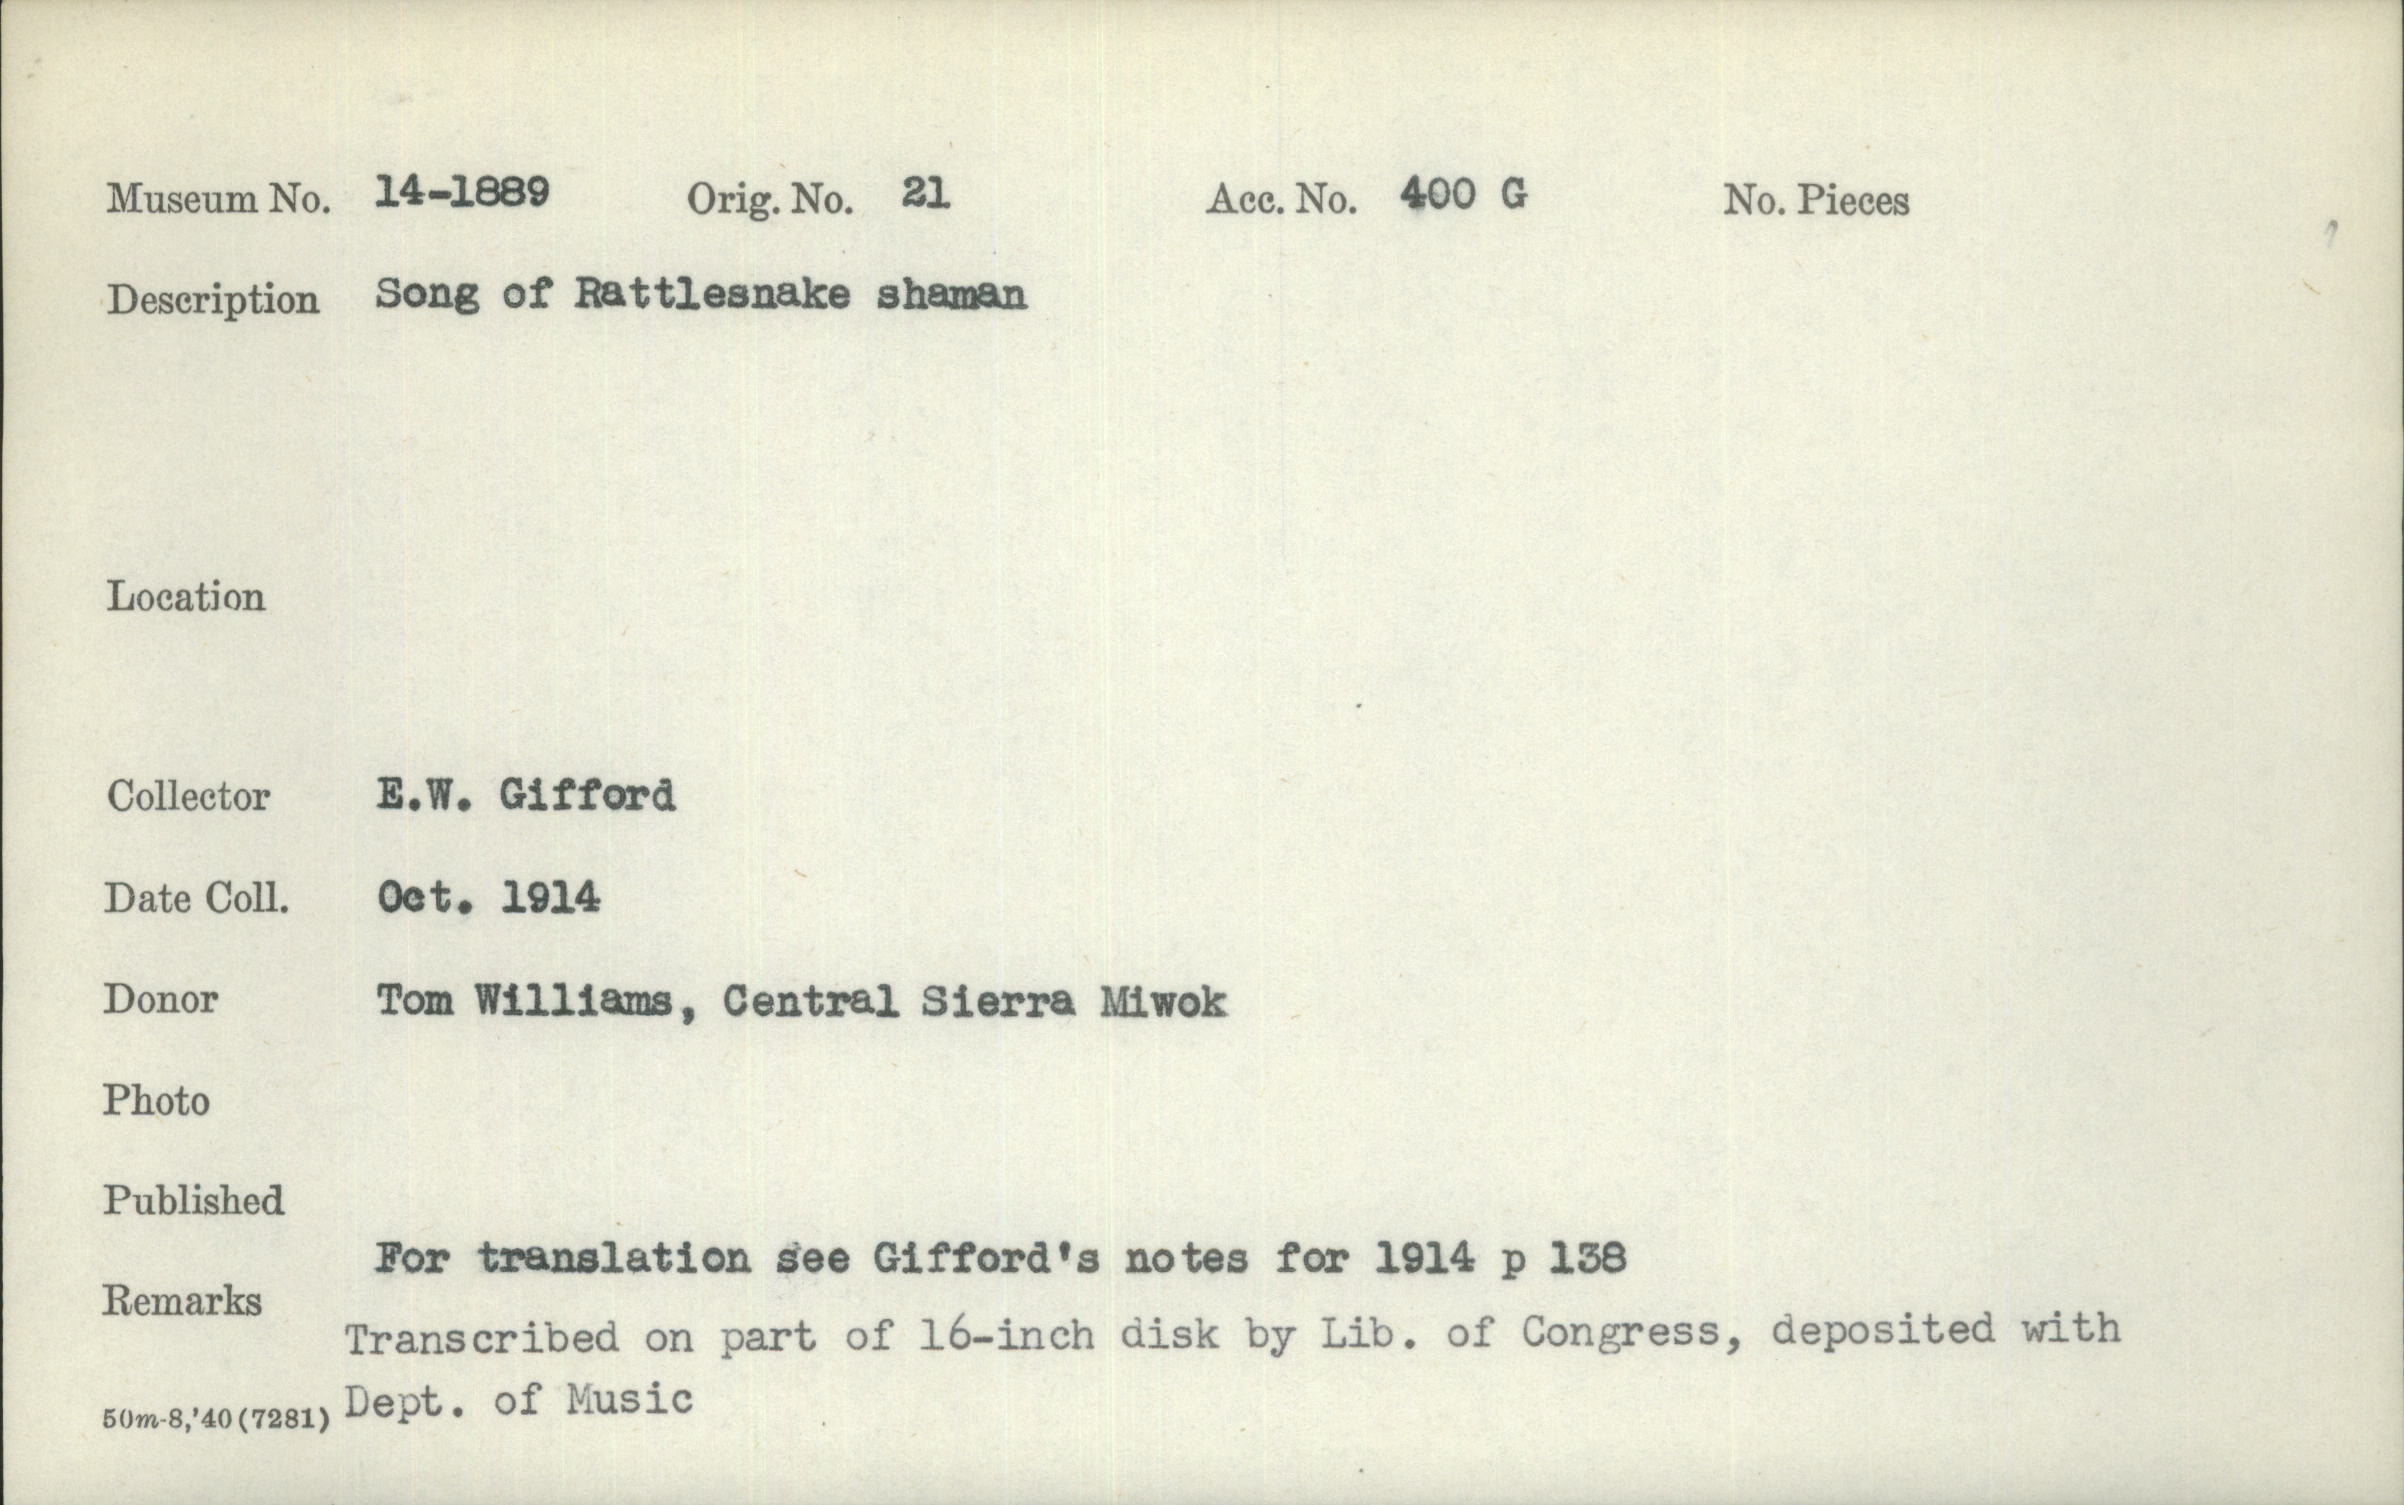 Museum No. 14-1889 Orig. No. 21 Acc. No. 400 G No. Pieces
Description Song of Rattlesnake shaman
Location
Collector E.W. Gifford
Date Coll. Oct. 1914
Donor Tom Williams, Central Sierra Miwok
Photo
Published
For translation see Gifford's notes for 1914 p 138
Remarks
Transcribed on part of 16-inch disk by Lib. of Congress, deposited with
50m-8,'40(7281) Dept. of Music